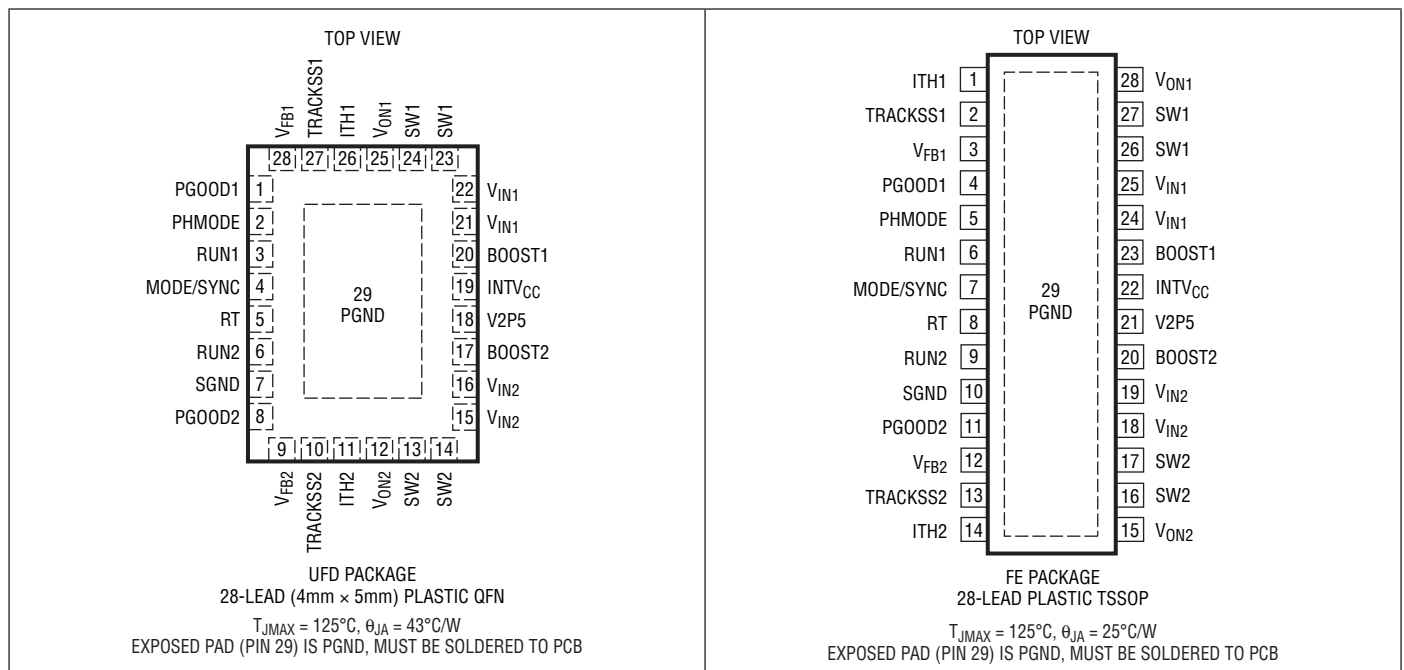 TOP VIEW
VFB1
TRACKSS1
ITH1
VON1
SW1
SW1
28 27 26 25 24 23
PGOOD1 1
PHMODE 2
RUN1 3
MODE/SYNC 4
RT 5
RUN2 6
SGND 7
PGOOD2 8
29
PGND
22 VIN1
21 VIN1
20 BOOST1
19 INTVCC
18 V2P5
17 BOOST2
16 VIN2
15 VIN2
9 10 11 12 13 14
VFB2
TRACKSS2
ITH2
VON2
SW2
SW2
UFD PACKAGE
28-LEAD (4mm × 5mm) PLASTIC QFN
TJMAX = 125°C, θJA = 43°C/W
EXPOSED PAD (PIN 29) IS PGND, MUST BE SOLDERED TO PCB
TOP VIEW
ITH1 1
TRACKSS1 2
VFB1 3
PGOOD1 4
PHMODE 5
RUN1 6
MODE/SYNC 7
RT 8
RUN2 9
SGND 10
PGOOD2 11
VFB2 12
TRACKSS2 13
ITH2 14
29
PGND
28 VON1
27 SW1
26 SW1
25 VIN1
24 VIN1
23 BOOST1
22 INTVCC
21 V2P5
20 BOOST2
19 VIN2
18 VIN2
17 SW2
16 SW2
15 VON2
FE PACKAGE
28-LEAD PLASTIC TSSOP
TJMAX = 125°C, θJA = 25°C/W
EXPOSED PAD (PIN 29) IS PGND, MUST BE SOLDERED TO PCB